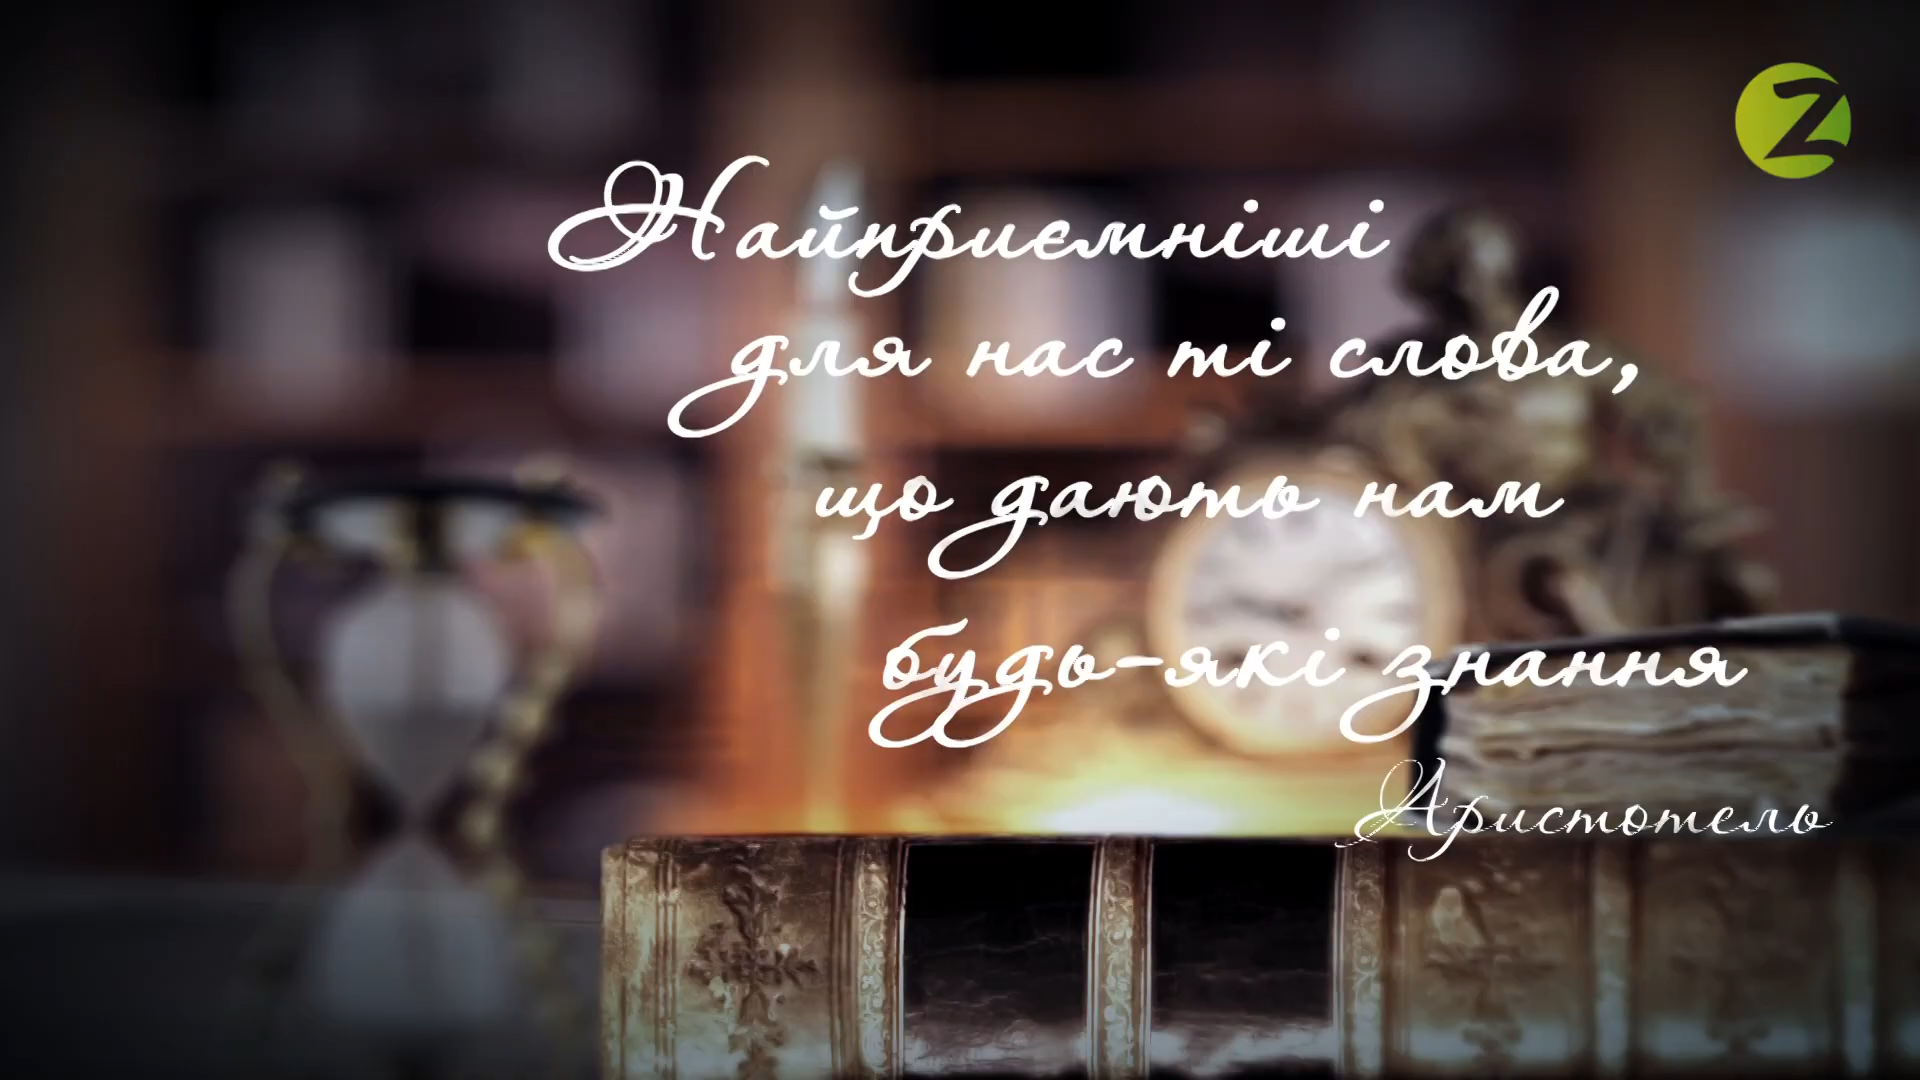 Найприємніші
для нас ті слова,
що дають нам
будь-які знання
Аристотель